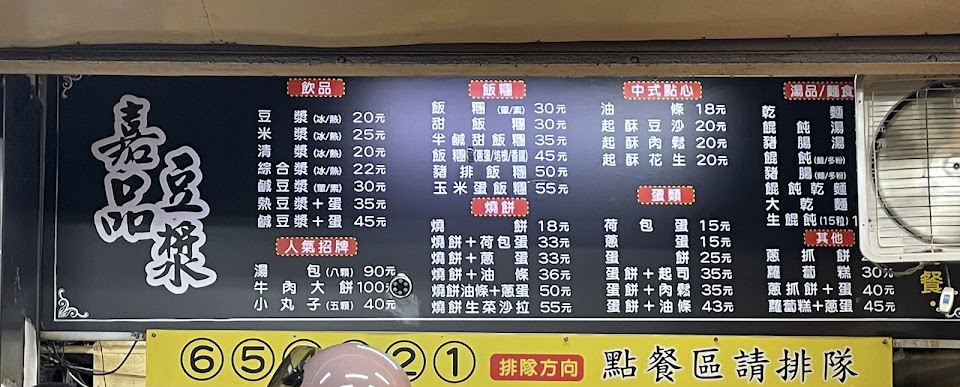 嘉品豆漿
飲品
豆漿(冰/熱) 20元
米漿(冰/熱) 25元
清漿(冰/熱) 20元
綜合漿(冰/熱) 22元
鹹豆漿(葷/素) 30元
熱豆漿+蛋 35元
鹹豆漿+蛋 45元
人氣招牌
湯包(八顆) 90元
牛肉大餅 100元
小丸子(五顆) 40元
飯糰
飯糰(葷/素) 30元
甜飯糰 30元
半鹹甜飯糰 35元
飯糰 45元
豬排飯糰 50元
玉米蛋飯糰 55元
燒餅
燒餅 18元
燒餅+荷包蛋 33元
燒餅+蔥蛋 33元
燒餅+油條 36元
燒餅油條+蔥蛋 50元
燒餅生菜沙拉 55元
中式點心
油條 18元
起酥豆沙 20元
起酥肉鬆 20元
起酥花生 20元
蛋類
荷包蛋 15元
蔥蛋 15元
蛋餅 25元
蛋餅+起司 35元
蛋餅+肉鬆 35元
蛋餅+油條 43元
湯品/麵食
乾麵
餛飩湯
豬腸湯
餛飩(麵/冬粉)
豬腸(麵/冬粉)
餛飩乾麵
大乾麵
生餛飩(15粒) 1
其他
蔥抓餅
蘿蔔糕 30元
蔥抓餅+蛋 40元
蘿蔔糕+蔥蛋 45元
餐
⑥⑤ ②① 排隊方向 點餐區請排隊